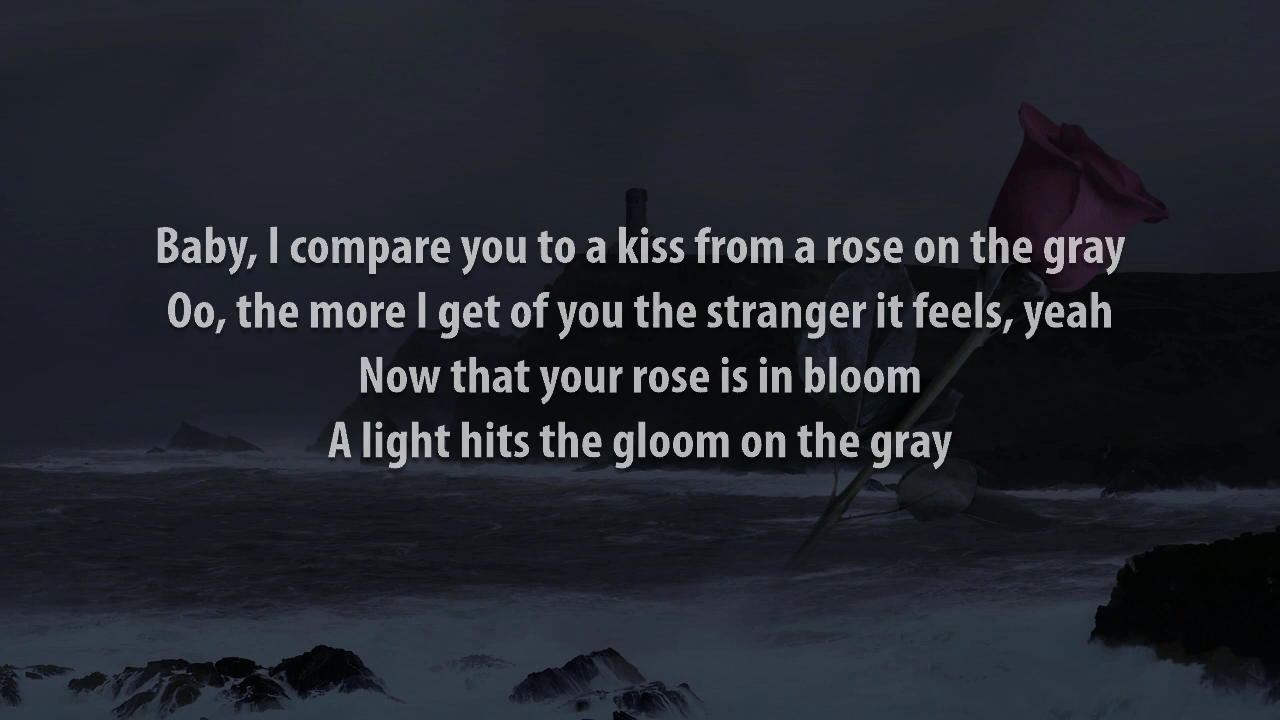 Baby, I compare you to a kiss from a rose on the gray
Oo, the more I get of you the stranger it feels, yeah
Now that your rose is in bloom
A light hits the gloom on the gray